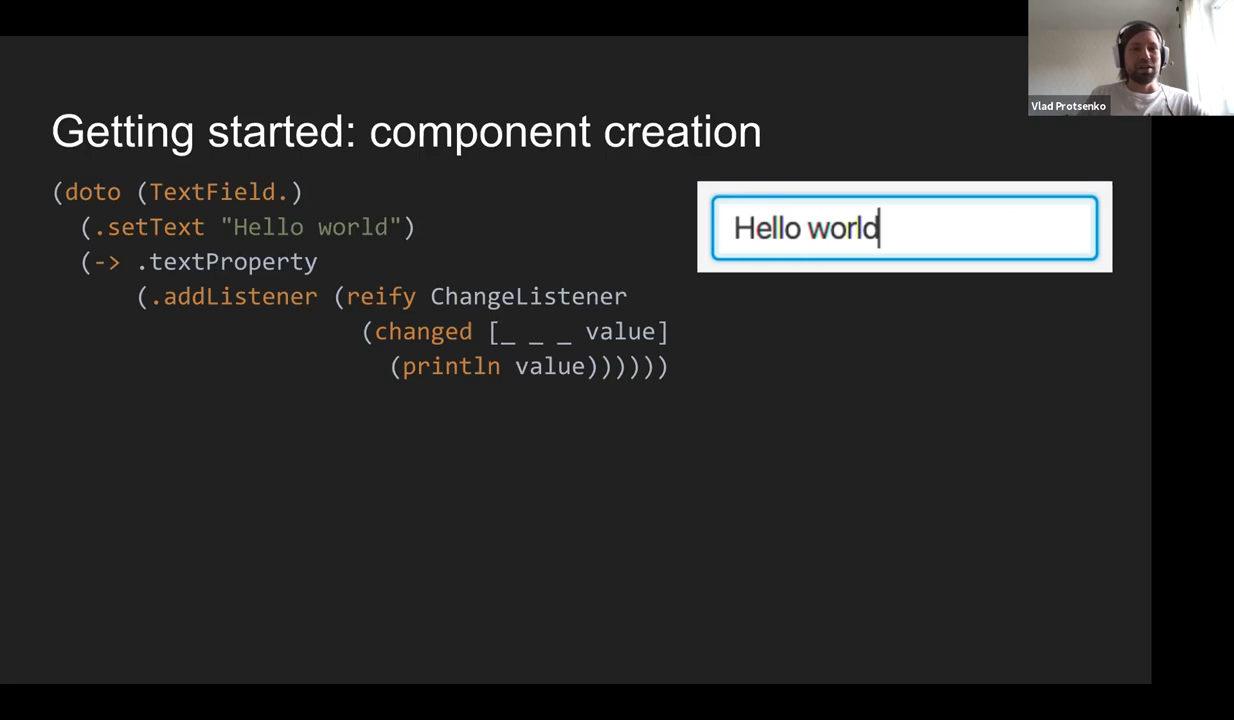 Vlad Protsenko
Getting started: component creation
(doto (TextField.)
  (.setText "Hello world")
  (-> .textProperty
      (.addListener (reify ChangeListener
                      (changed [_ _ _ value]
                        (println value))))))
Hello world